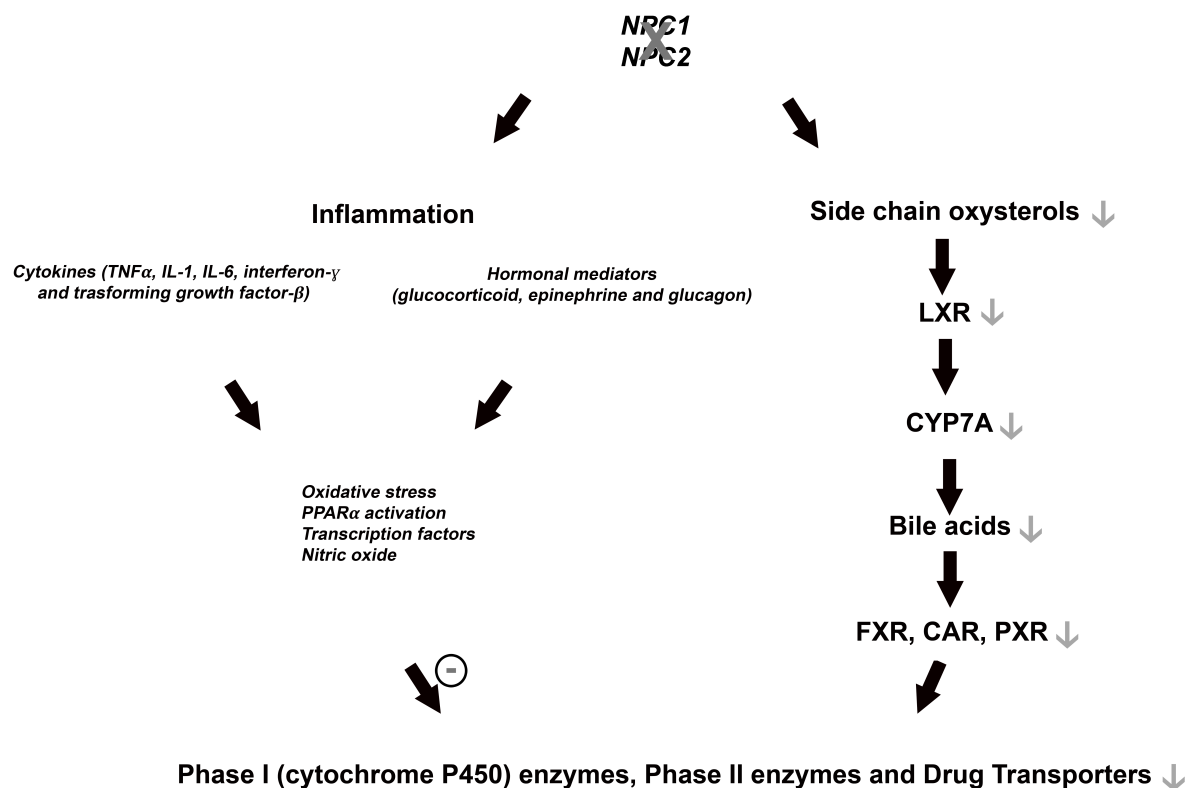 NPC1
NPC2
Inflammation
Side chain oxysterols ↓
Cytokines (TNFα, IL-1, IL-6, interferon-ɣ
and trasforming growth factor-β)
Hormonal mediators
(glucocorticoid, epinephrine and glucagon)
LXR ↓
CYP7A ↓
Oxidative stress
PPARα activation
Transcription factors
Nitric oxide
Bile acids ↓
FXR, CAR, PXR ↓
-
Phase I (cytochrome P450) enzymes, Phase II enzymes and Drug Transporters ↓